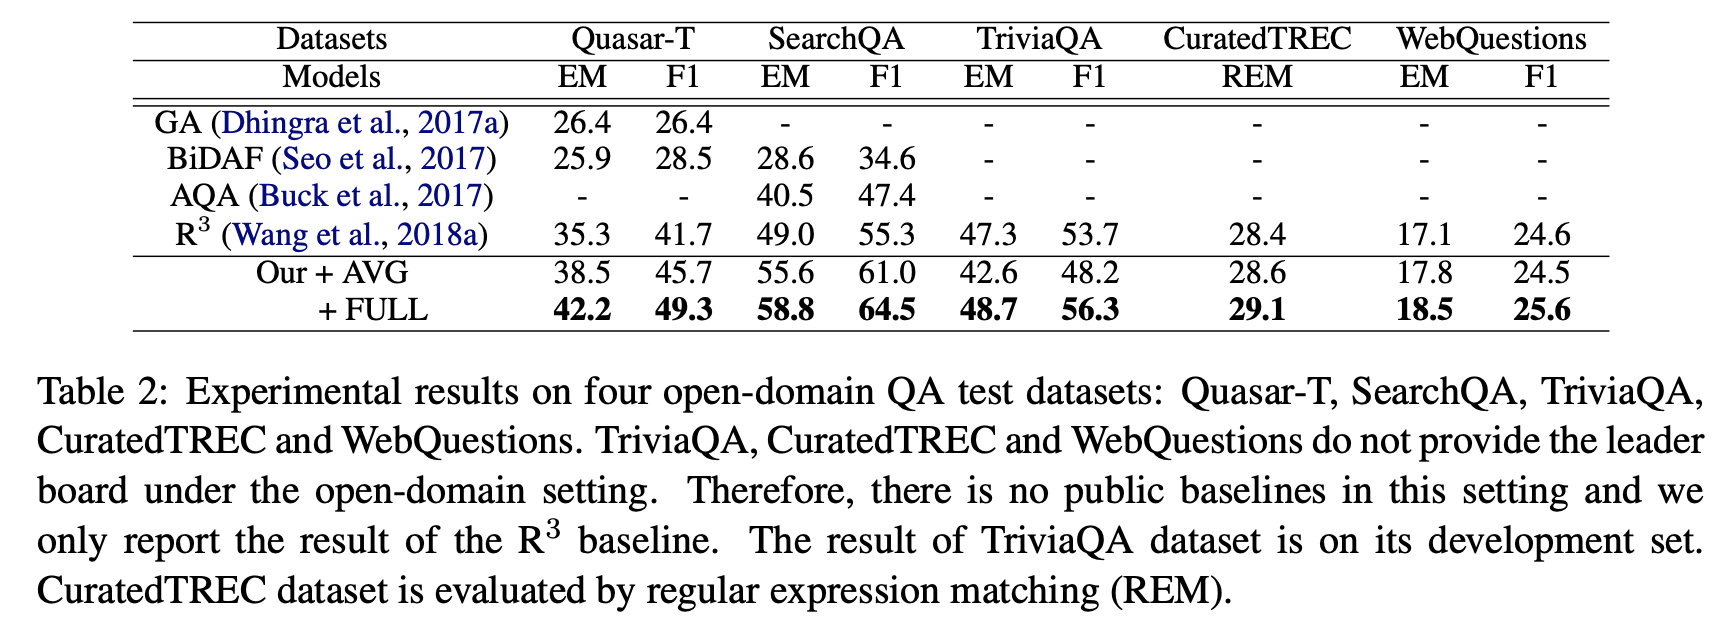 Datasets Quasar-T SearchQA TriviaQA CuratedTREC WebQuestions
Models EM F1 EM F1 EM F1 REM EM F1
GA (Dhingra et al., 2017a) 26.4 26.4 - - - - - - -
BiDAF (Seo et al., 2017) 25.9 28.5 28.6 34.6 - - - - -
AQA (Buck et al., 2017) - - 40.5 47.4 - - - - -
R³ (Wang et al., 2018a) 35.3 41.7 49.0 55.3 47.3 53.7 28.4 17.1 24.6
Our + AVG 38.5 45.7 55.6 61.0 42.6 48.2 28.6 17.8 24.5
+ FULL 42.2 49.3 58.8 64.5 48.7 56.3 29.1 18.5 25.6
Table 2: Experimental results on four open-domain QA test datasets: Quasar-T, SearchQA, TriviaQA,
CuratedTREC and WebQuestions. TriviaQA, CuratedTREC and WebQuestions do not provide the leader
board under the open-domain setting. Therefore, there is no public baselines in this setting and we
only report the result of the R³ baseline. The result of TriviaQA dataset is on its development set.
CuratedTREC dataset is evaluated by regular expression matching (REM).